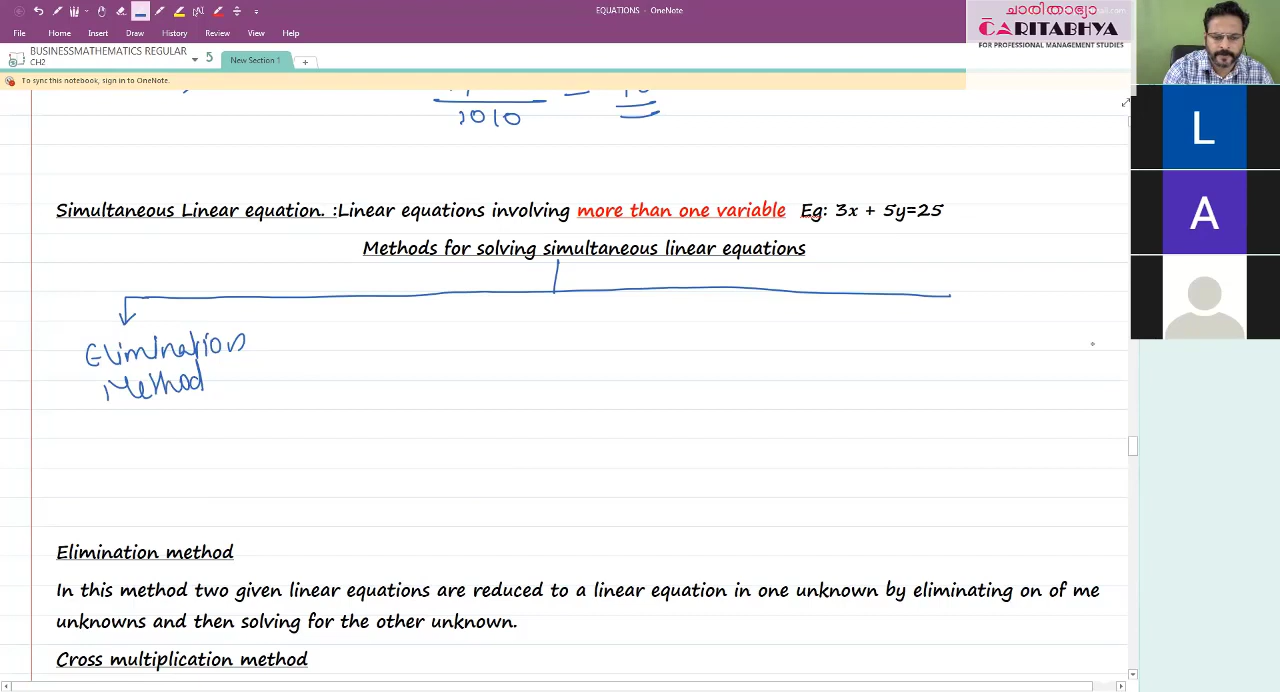 EQUATIONS - OneNote
ചാരിതാഭ്യാ
CARITABHYA
FOR PROFESSIONAL MANAGEMENT STUDIES
File Home Insert Draw History Review View Help
BUSINESSMATHEMATICS REGULAR
CH2
New Section 1
To sync this notebook, sign in to OneNote.
1010
Simultaneous Linear equation. :Linear equations involving more than one variable Eg: 3x + 5y=25
Methods for solving simultaneous linear equations
Elimination
Method
Elimination method
In this method two given linear equations are reduced to a linear equation in one unknown by eliminating on of me
unknowns and then solving for the other unknown.
Cross multiplication method
L
A